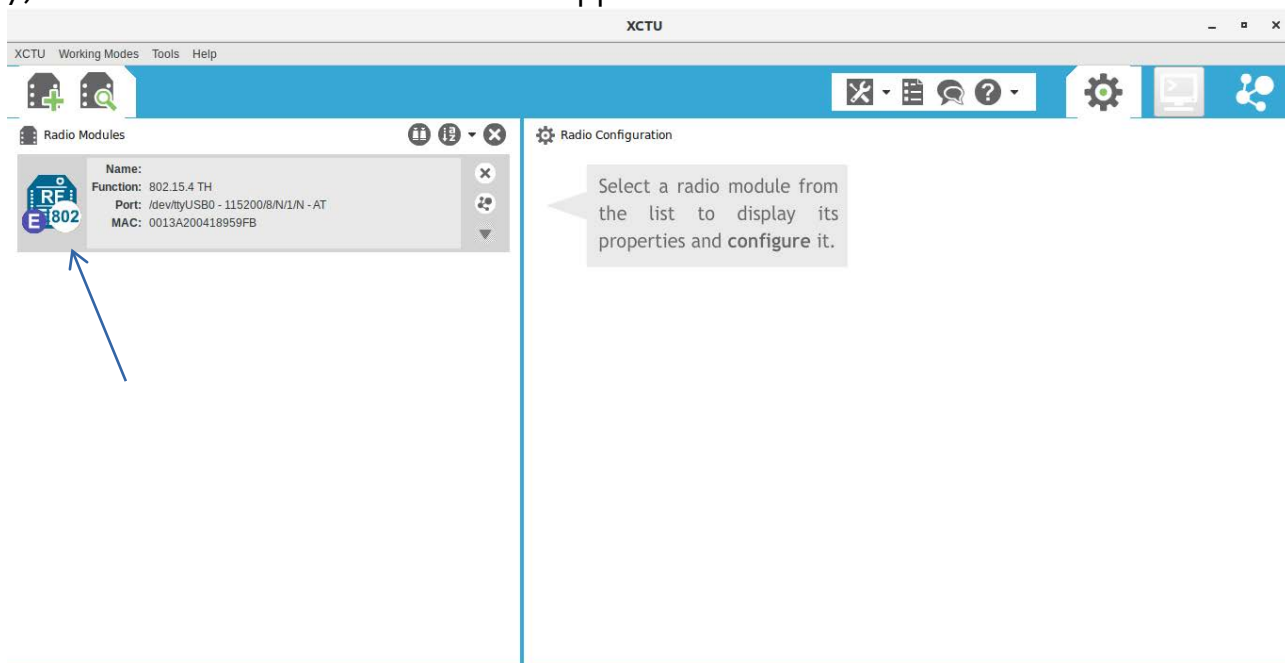 XCTU
XCTU Working Modes Tools Help
Radio Modules
Name:
Function: 802.15.4 TH
Port: /dev/ttyUSB0 - 115200/8/N/1/N - AT
MAC: 0013A200418959FB
RF
E 802
Radio Configuration
Select a radio module from
the list to display its
properties and configure it.